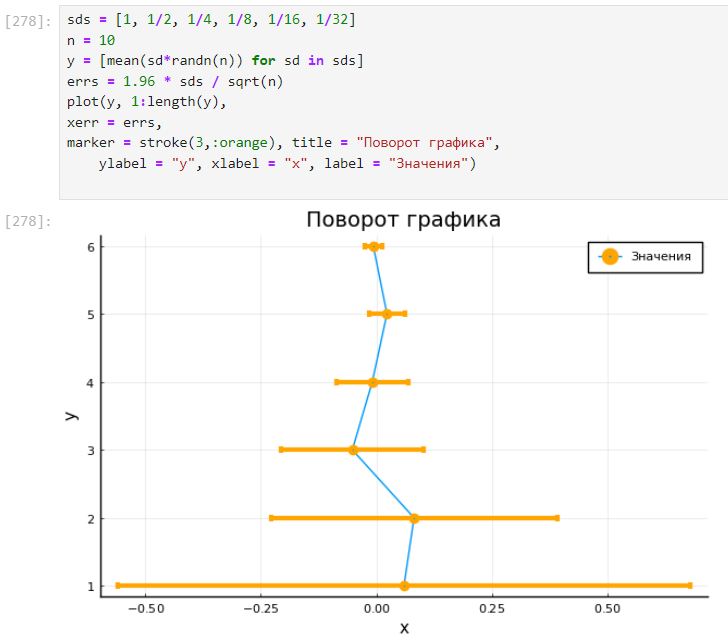 [278]: sds = [1, 1/2, 1/4, 1/8, 1/16, 1/32]
n = 10
y = [mean(sd*randn(n)) for sd in sds]
errs = 1.96 * sds / sqrt(n)
plot(y, 1:length(y),
xerr = errs,
marker = stroke(3,:orange), title = "Поворот графика",
    ylabel = "y", xlabel = "x", label = "Значения")
[278]:
Поворот графика
Значения
6
5
4
3
2
1
y
−0.50 −0.25 0.00 0.25 0.50
x